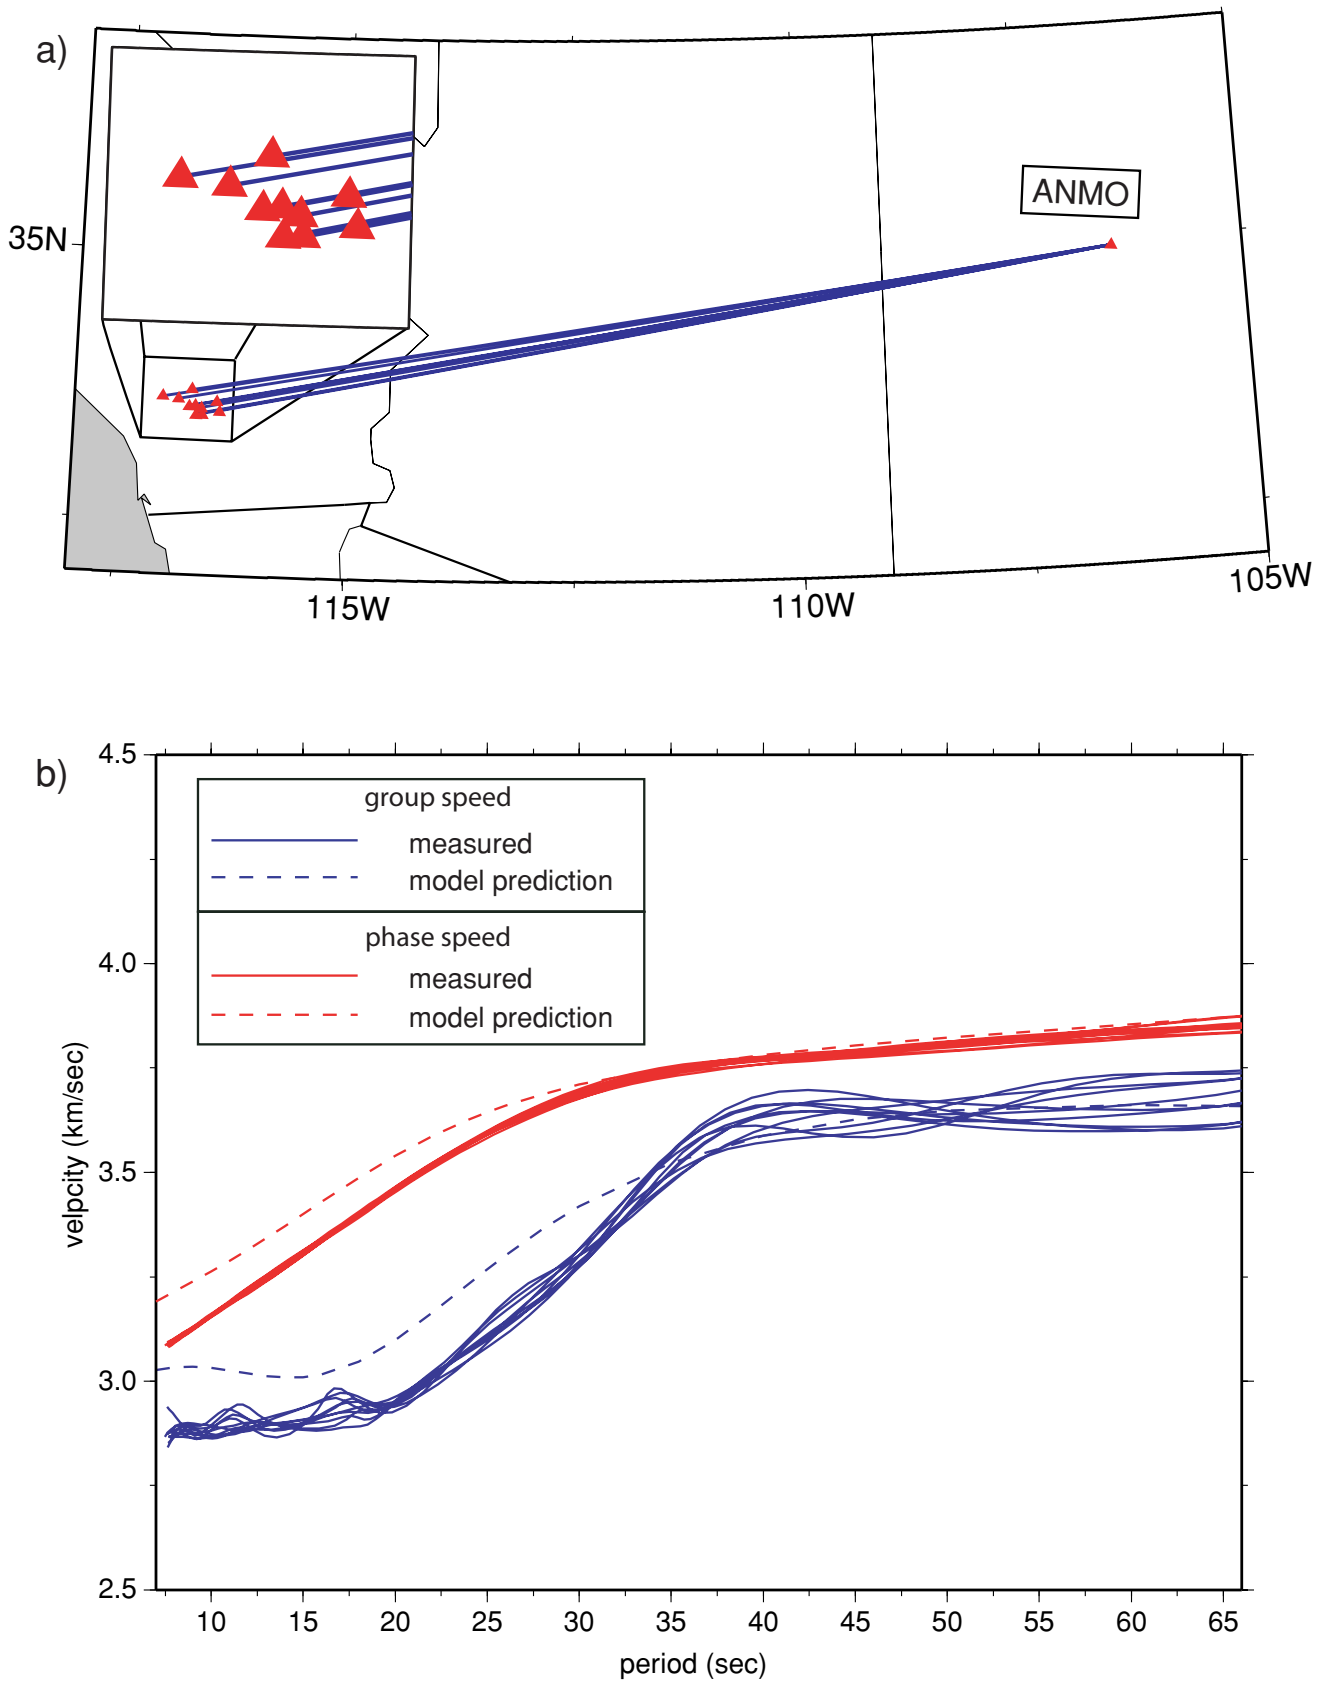 a)
ANMO
35N
115W
110W
105W
b)
4.5
4.0
3.5
3.0
2.5
velpcity (km/sec)
group speed
measured
model prediction
phase speed
measured
model prediction
10 15 20 25 30 35 40 45 50 55 60 65
period (sec)